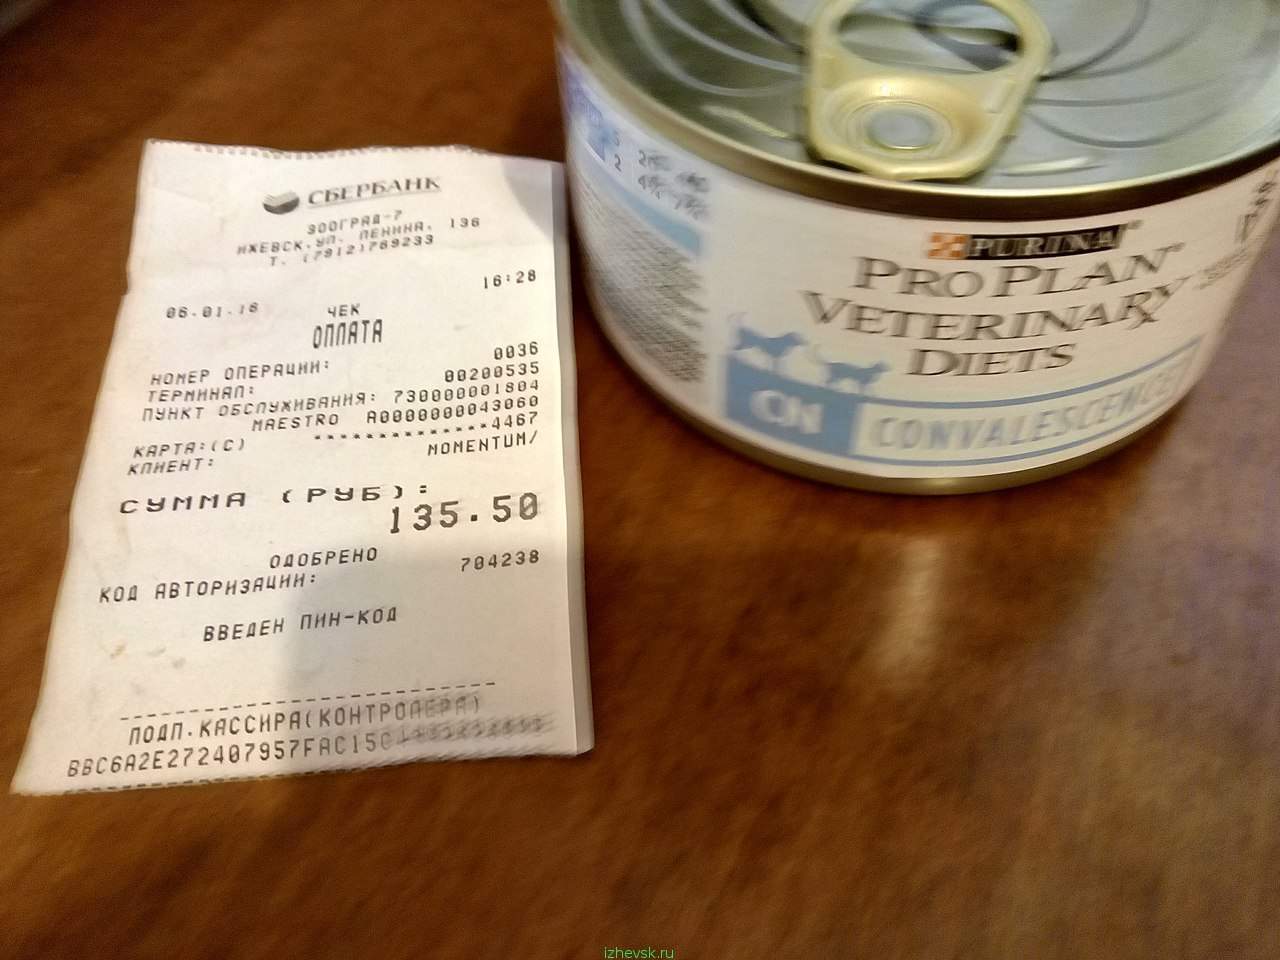 СБЕРБАНК
ЗООГРАД-7
ИЖЕВСК,УЛ. ЛЕНИНА, 136
Т. (7912)769233
16:28
06.01.16 ЧЕК
ОПЛАТА
НОМЕР ОПЕРАЦИИ: 0036
ТЕРМИНАЛ: 00200535
ПУНКТ ОБСЛУЖИВАНИЯ: 730000001804
MAESTRO A0000000043060
КАРТА:(C) ************4467
КЛИЕНТ: MOMENTUM/
СУММА (РУБ):
135.50
ОДОБРЕНО
КОД АВТОРИЗАЦИИ: 704238
ВВЕДЕН ПИН-КОД
ПОДП.КАССИРА(КОНТРОЛЕРА)
BBC6A2E272407957FAC15C
PURINA®
PRO PLAN®
VETERINARY
DIETS
CN CONVALESCENCE
izhevsk.ru